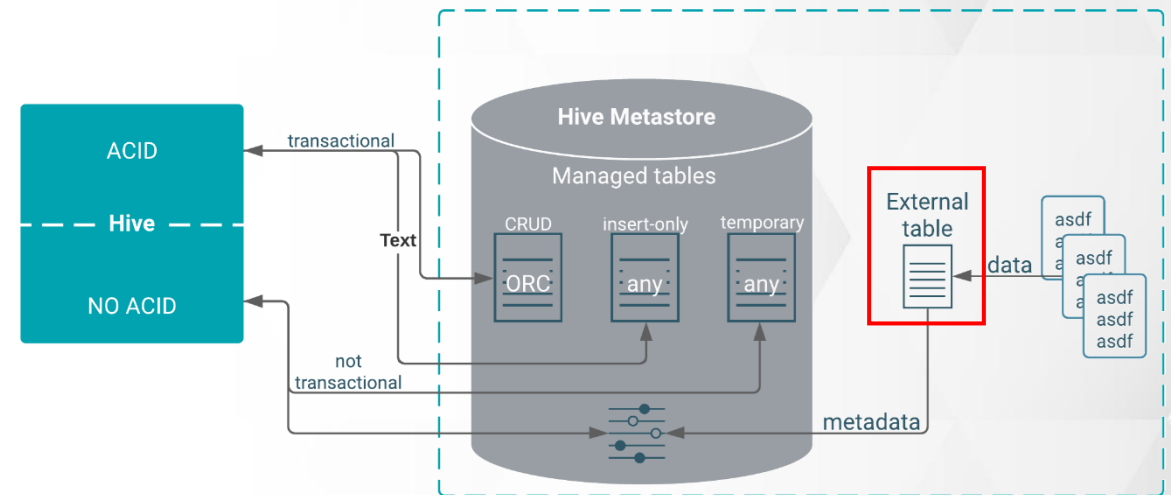 Hive Metastore
Managed tables
ACID
Hive
NO ACID
transactional
Text
not
transactional
CRUD
ORC
insert-only
any
temporary
any
External
table
data
asdf
asdf
asdf
asdf
asdf
metadata